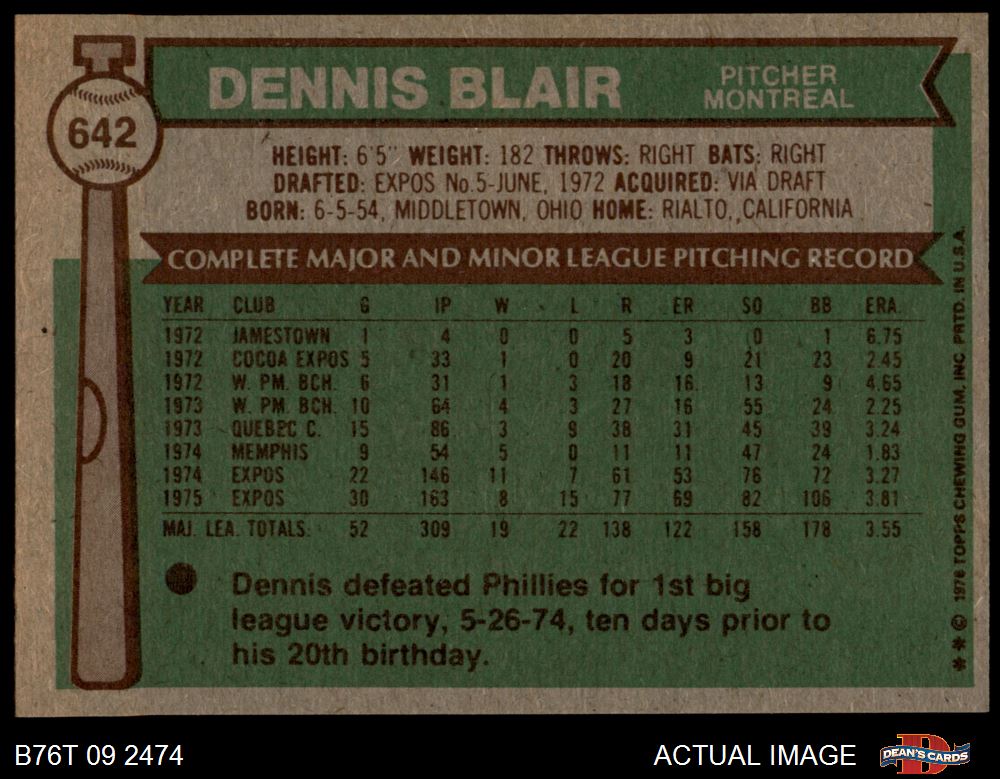 642
DENNIS BLAIR
PITCHER
MONTREAL
HEIGHT: 6'5" WEIGHT: 182 THROWS: RIGHT BATS: RIGHT
DRAFTED: EXPOS No.5-JUNE, 1972 ACQUIRED: VIA DRAFT
BORN: 6-5-54, MIDDLETOWN, OHIO HOME: RIALTO, CALIFORNIA
COMPLETE MAJOR AND MINOR LEAGUE PITCHING RECORD
YEAR CLUB G IP W L R ER SO BB ERA
1972 JAMESTOWN 1 4 0 0 5 3 0 1 6.75
1972 COCOA EXPOS 5 33 1 0 20 9 21 23 2.45
1972 W. PM. BCH. 6 31 1 3 18 16 13 9 4.65
1973 W. PM. BCH. 10 64 4 3 27 16 55 24 2.25
1973 QUEBEC C. 15 86 3 9 38 31 45 39 3.24
1974 MEMPHIS 9 54 5 0 11 11 47 24 1.83
1974 EXPOS 22 146 11 7 61 53 76 72 3.27
1975 EXPOS 30 163 8 15 77 69 82 106 3.81
MAJ. LEA. TOTALS: 52 309 19 22 138 122 158 178 3.55
Dennis defeated Phillies for 1st big
league victory, 5-26-74, ten days prior to
his 20th birthday.
** © 1976 TOPPS CHEWING GUM, INC. PRTD. IN U.S.A.
B76T 09 2474
ACTUAL IMAGE
D
DEAN'S CARDS